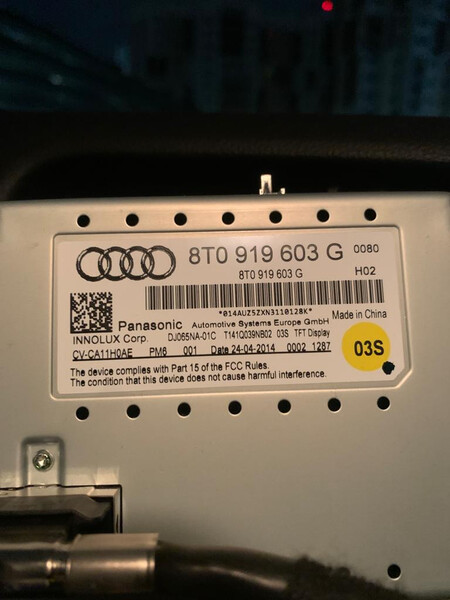 8T0 919 603 G 0080
8T0 919 603 G H02
*014AUZ5ZXN3110128K*
Panasonic Automotive Systems Europe GmbH Made in China
INNOLUX Corp. DJ065NA-01C T141Q039NB02 03S TFT Display
CV-CA11H0AE PM6 001 Date 24-04-2014 0002 1287
03S
The device complies with Part 15 of the FCC Rules.
The condition that this device does not cause harmful interference.